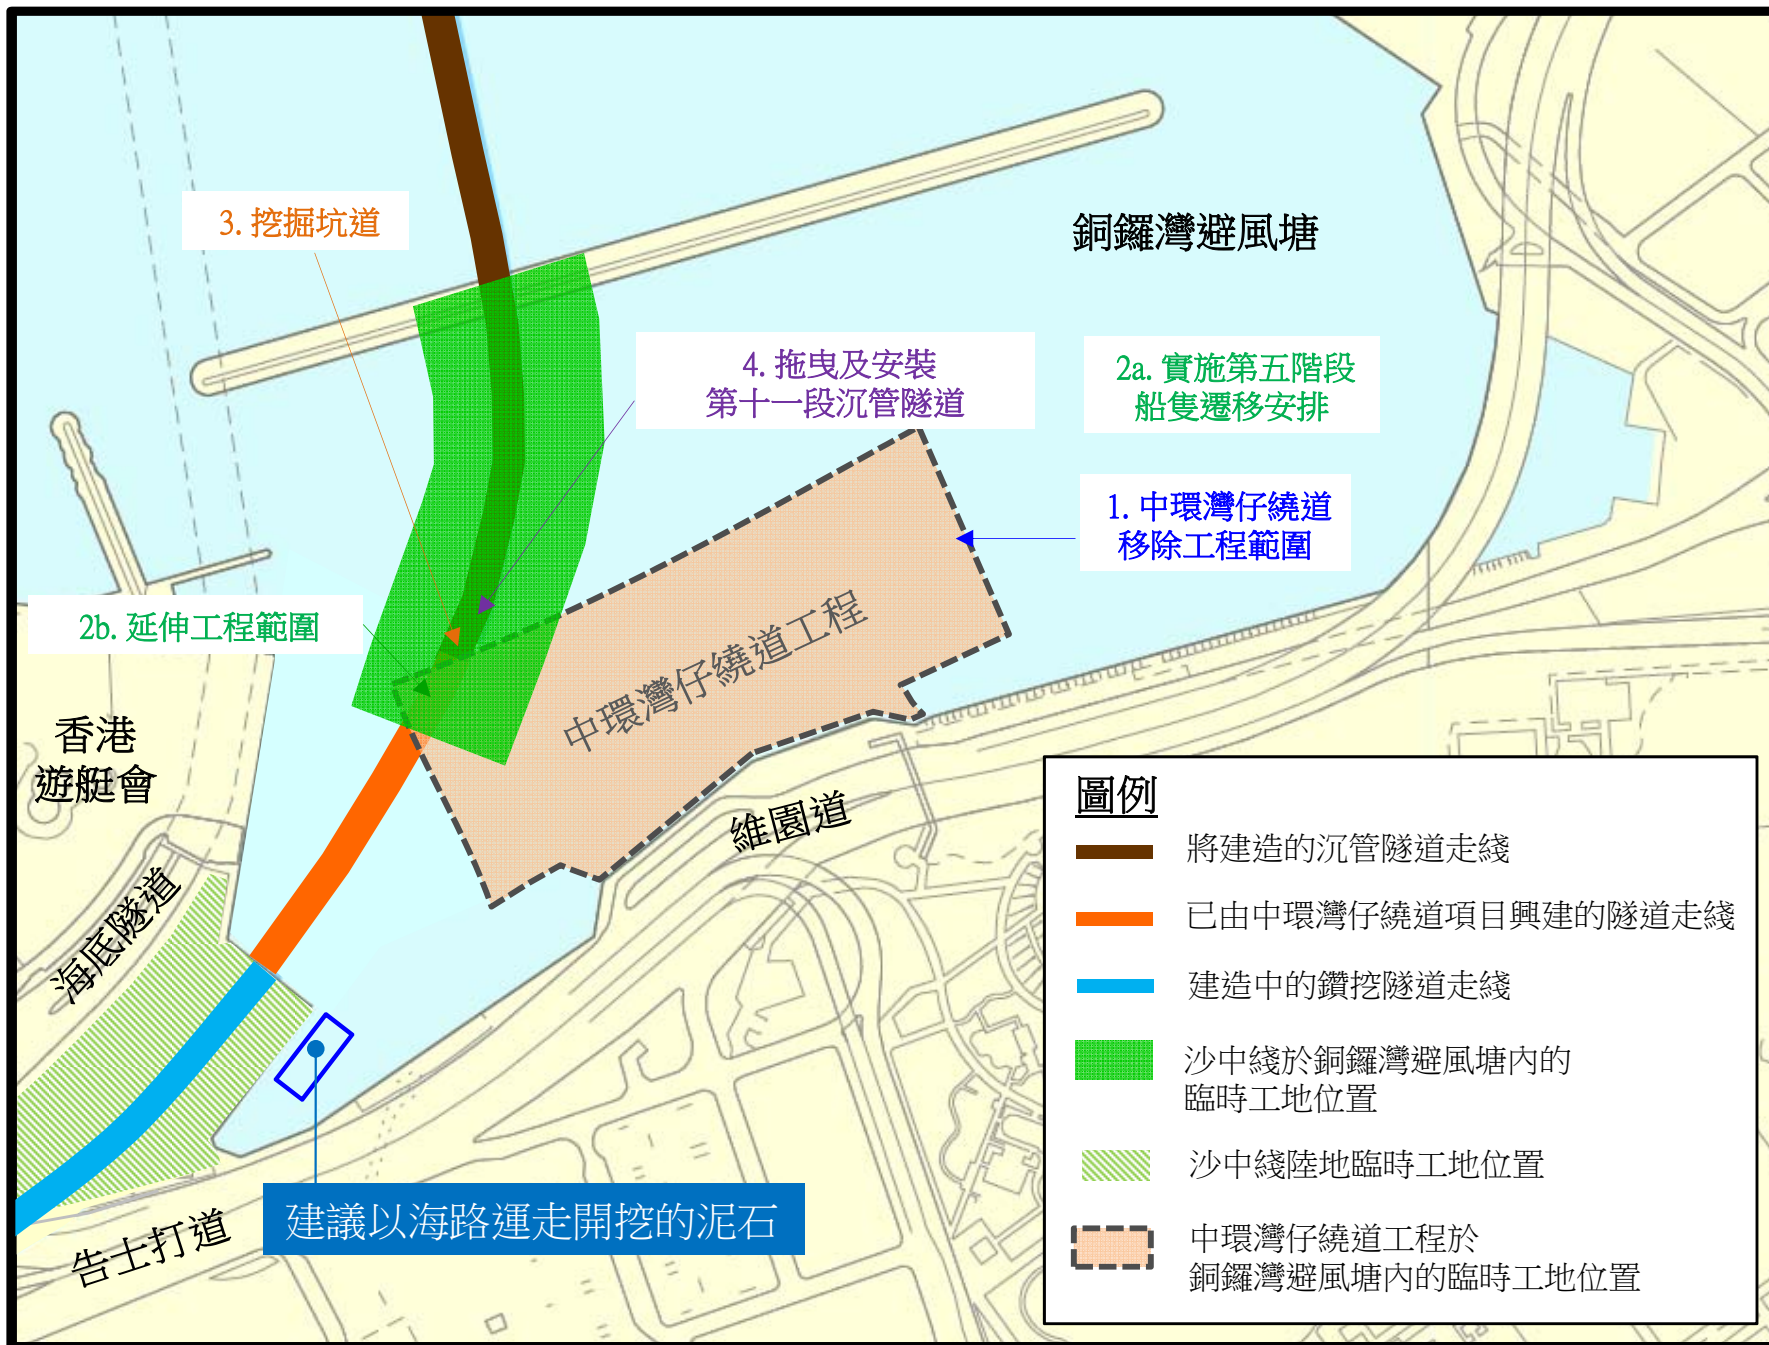 銅鑼灣避風塘
3. 挖掘坑道
4. 拖曳及安裝
第十一段沉管隧道
2a. 實施第五階段
船隻遷移安排
1. 中環灣仔繞道
移除工程範圍
2b. 延伸工程範圍
中環灣仔繞道工程
香港
遊艇會
維園道
海底隧道
告士打道
建議以海路運走開挖的泥石
圖例
將建造的沉管隧道走綫
已由中環灣仔繞道項目興建的隧道走綫
建造中的鑽挖隧道走綫
沙中綫於銅鑼灣避風塘內的
臨時工地位置
沙中綫陸地臨時工地位置
中環灣仔繞道工程於
銅鑼灣避風塘內的臨時工地位置